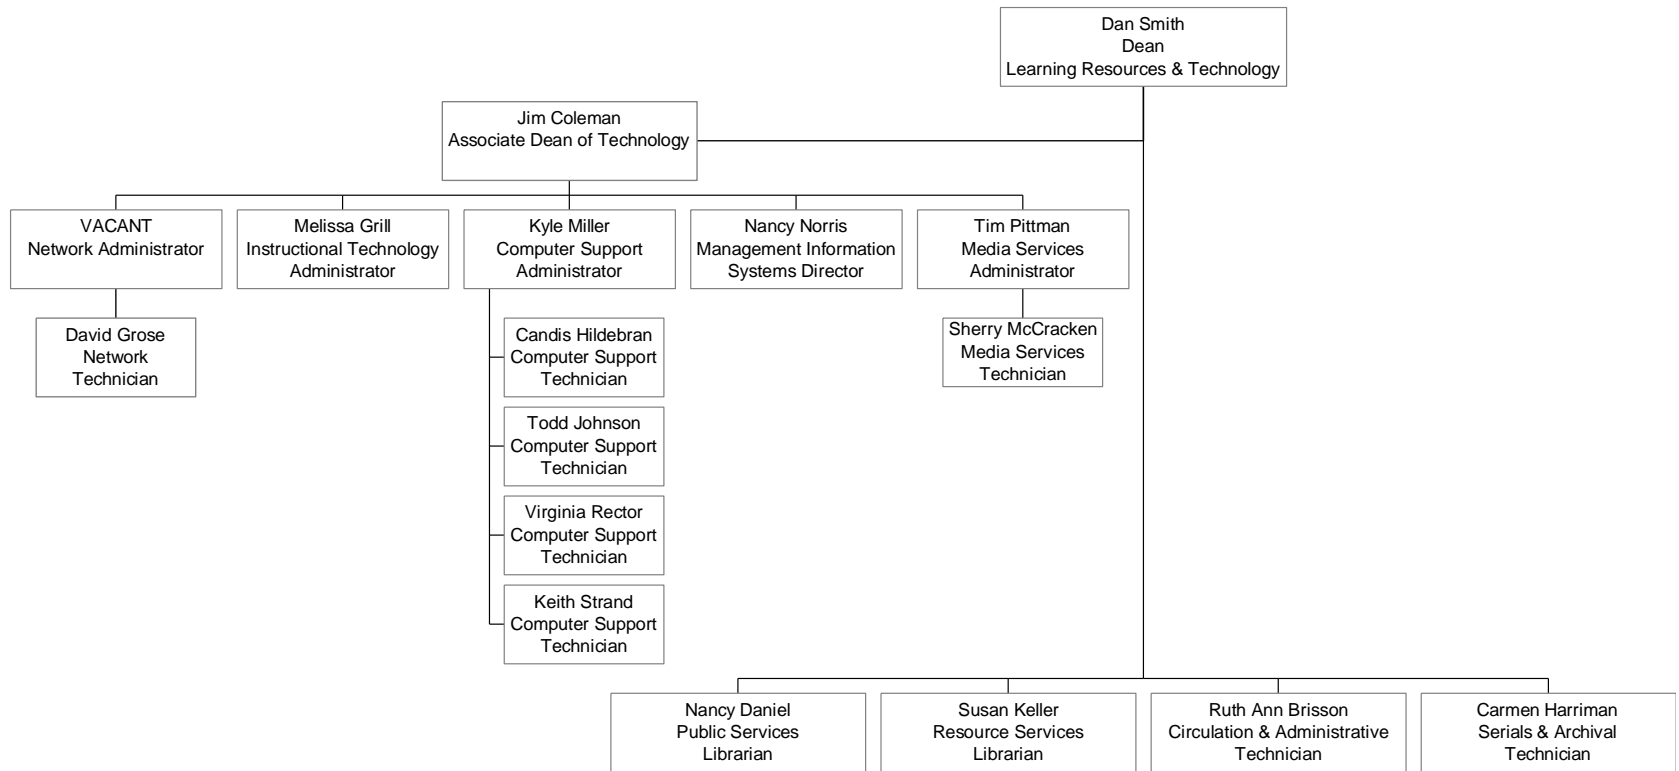 Dan Smith
Dean
Learning Resources & Technology
Jim Coleman
Associate Dean of Technology
VACANT
Network Administrator
Melissa Grill
Instructional Technology
Administrator
Kyle Miller
Computer Support
Administrator
Nancy Norris
Management Information
Systems Director
Tim Pittman
Media Services
Administrator
David Grose
Network
Technician
Candis Hildebran
Computer Support
Technician
Todd Johnson
Computer Support
Technician
Virginia Rector
Computer Support
Technician
Keith Strand
Computer Support
Technician
Sherry McCracken
Media Services
Technician
Nancy Daniel
Public Services
Librarian
Susan Keller
Resource Services
Librarian
Ruth Ann Brisson
Circulation & Administrative
Technician
Carmen Harriman
Serials & Archival
Technician